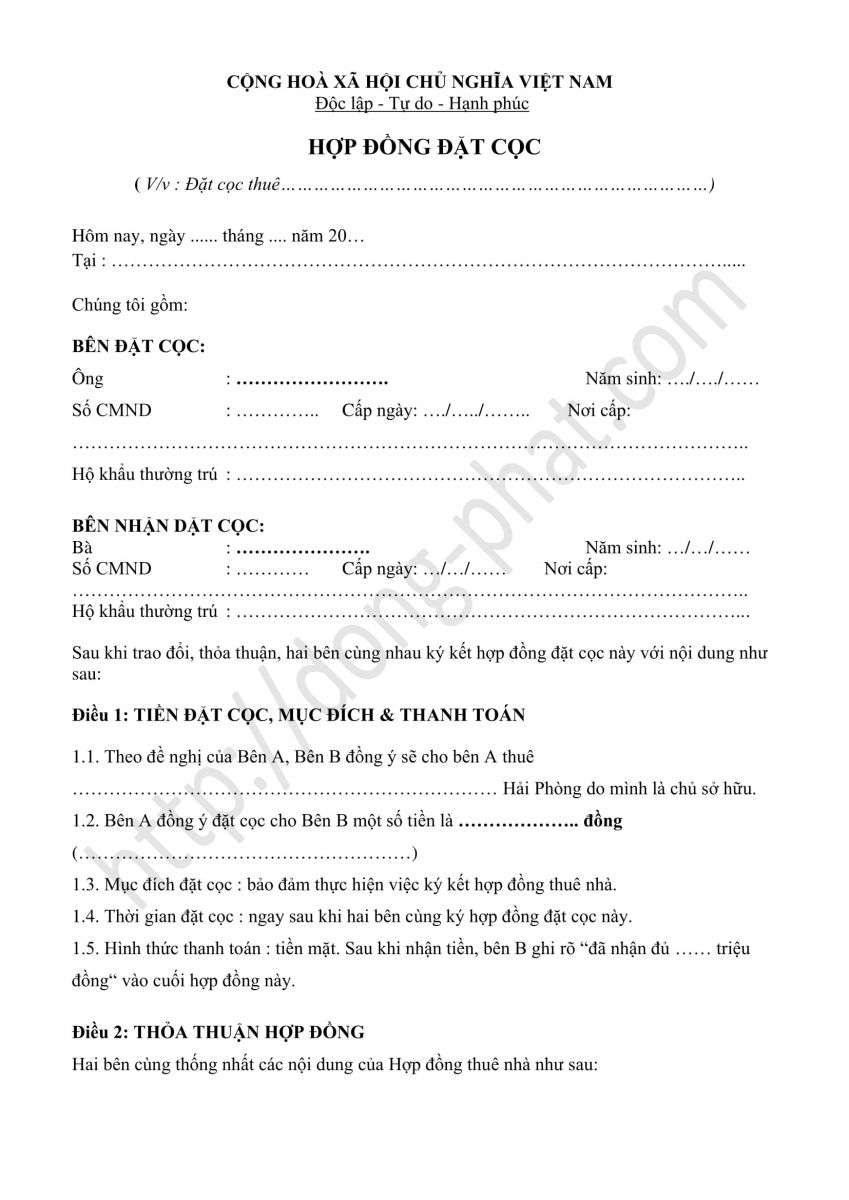 CỘNG HOÀ XÃ HỘI CHỦ NGHĨA VIỆT NAM
Độc lập - Tự do - Hạnh phúc
HỢP ĐỒNG ĐẶT CỌC
( V/v : Đặt cọc thuê……………………………………………………………………)
Hôm nay, ngày ...... tháng .... năm 20…
Tại : ………………………………………………………………………………………......
Chúng tôi gồm:
BÊN ĐẶT CỌC:
Ông : ……………………. Năm sinh: …./…./……
Số CMND : ………….. Cấp ngày: …./…../…….. Nơi cấp:
………………………………………………………………………………………………..
Hộ khẩu thường trú : ………………………………………………………………………..
BÊN NHẬN DẶT CỌC:
Bà : …………………. Năm sinh: …/…/……
Số CMND : ………… Cấp ngày: …/…/…… Nơi cấp:
………………………………………………………………………………………………..
Hộ khẩu thường trú : ………………………………………………………………………...
Sau khi trao đổi, thỏa thuận, hai bên cùng nhau ký kết hợp đồng đặt cọc này với nội dung như
sau:
Điều 1: TIỀN ĐẶT CỌC, MỤC ĐÍCH & THANH TOÁN
1.1. Theo đề nghị của Bên A, Bên B đồng ý sẽ cho bên A thuê
…………………………………………………………… Hải Phòng do mình là chủ sở hữu.
1.2. Bên A đồng ý đặt cọc cho Bên B một số tiền là ……………….. đồng
(………………………………………………)
1.3. Mục đích đặt cọc : bảo đảm thực hiện việc ký kết hợp đồng thuê nhà.
1.4. Thời gian đặt cọc : ngay sau khi hai bên cùng ký hợp đồng đặt cọc này.
1.5. Hình thức thanh toán : tiền mặt. Sau khi nhận tiền, bên B ghi rõ “đã nhận đủ …… triệu
đồng“ vào cuối hợp đồng này.
Điều 2: THỎA THUẬN HỢP ĐỒNG
Hai bên cùng thống nhất các nội dung của Hợp đồng thuê nhà như sau:
http://dong-phat.com